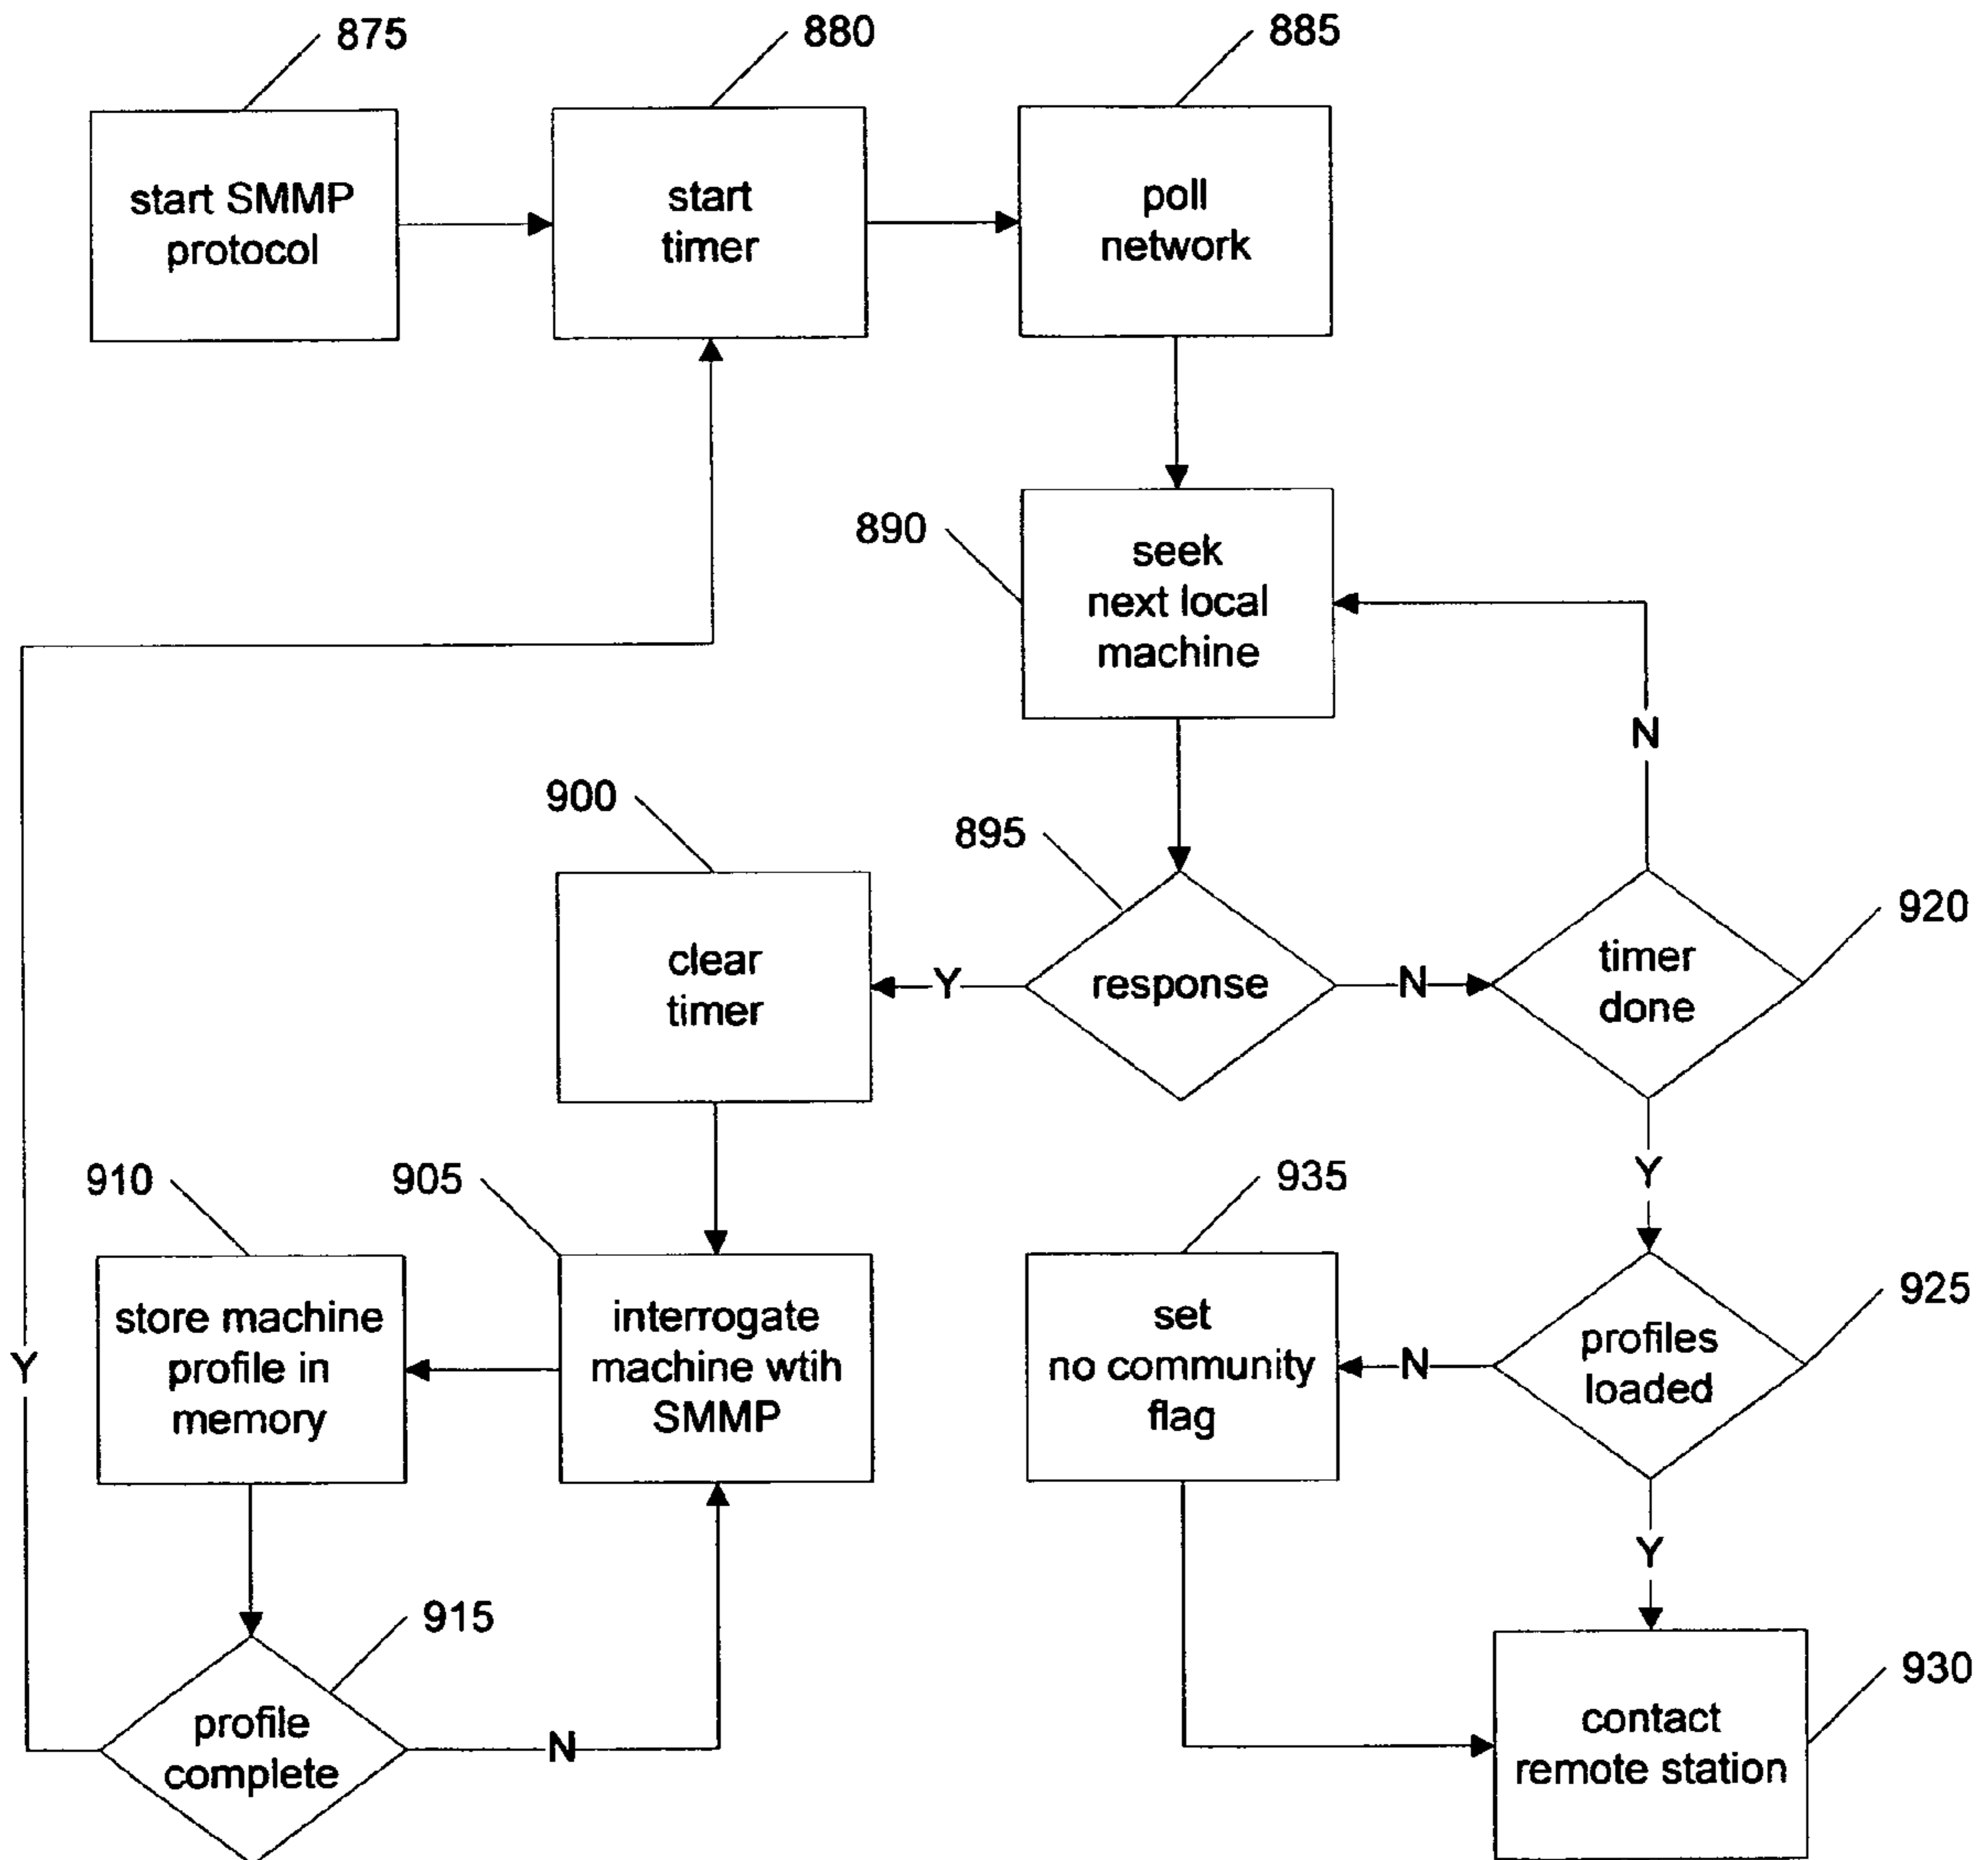 875
880
885
start SMMP
protocol
start
timer
poll
network
890
seek
next local
machine
N
900
895
920
clear
timer
Y
response
N
timer
done
Y
910
905
935
925
store machine
profile in
memory
interrogate
machine wtih
SMMP
set
no community
flag
N
profiles
loaded
Y
Y
915
930
profile
complete
N
contact
remote station